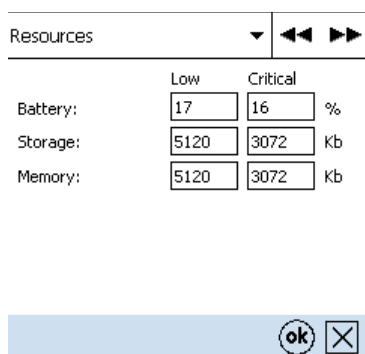 Resources
Low Critical
Battery: 17 16 %
Storage: 5120 3072 Kb
Memory: 5120 3072 Kb
ok